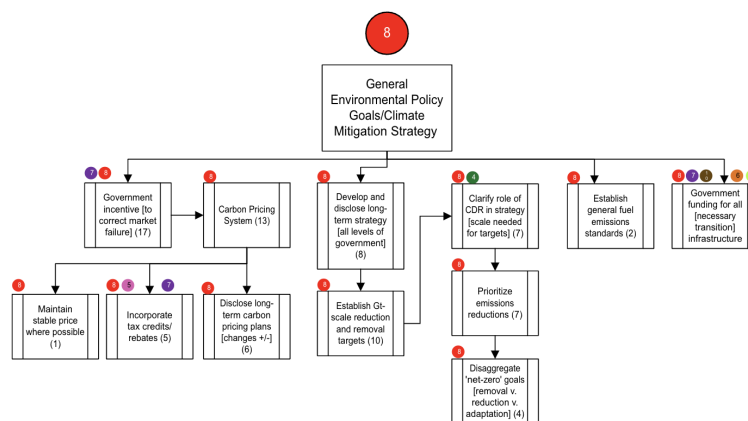 8
General
Environmental Policy
Goals/Climate
Mitigation Strategy
7 8
Government
incentive [to
correct market
failure] (17)
8
Carbon Pricing
System (13)
8
Develop and
disclose long-
term strategy
[all levels of
government]
(8)
8 4
Clarify role of
CDR in strategy
[scale needed
for targets] (7)
8
Establish
general fuel
emissions
standards (2)
8 7 6
Government
funding for all
[necessary
transition]
infrastructure
8
Maintain
stable price
where possible
(1)
8 5 7
Incorporate
tax credits/
rebates (5)
8
Disclose long-
term carbon
pricing plans
[changes +/-]
(6)
8
Establish Gt-
scale reduction
and removal
targets (10)
8
Prioritize
emissions
reductions (7)
8
Disaggregate
'net-zero' goals
[removal v.
reduction v.
adaptation] (4)